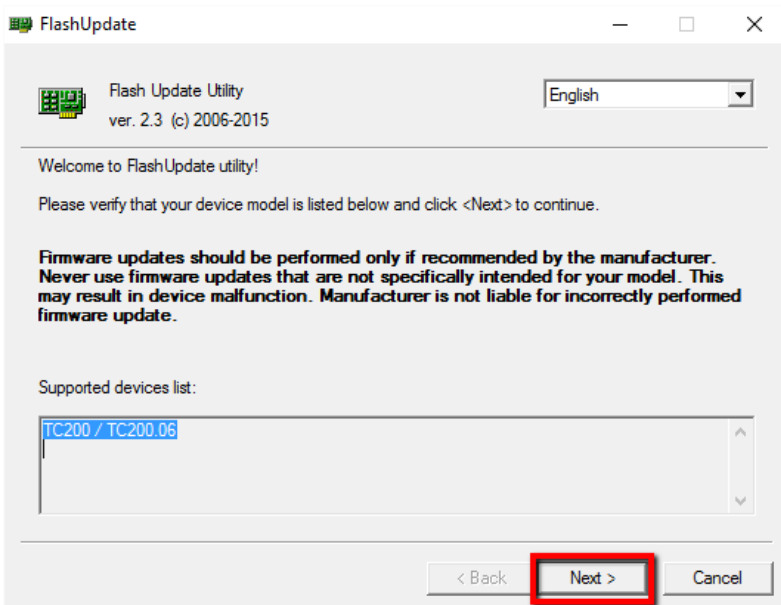 FlashUpdate
Flash Update Utility
English
ver. 2.3 (c) 2006-2015
Welcome to FlashUpdate utility!
Please verify that your device model is listed below and click <Next> to continue.
Firmware updates should be performed only if recommended by the manufacturer.
Never use firmware updates that are not specifically intended for your model. This
may result in device malfunction. Manufacturer is not liable for incorrectly performed
firmware update.
Supported devices list:
TC200 / TC200.06
< Back
Next >
Cancel